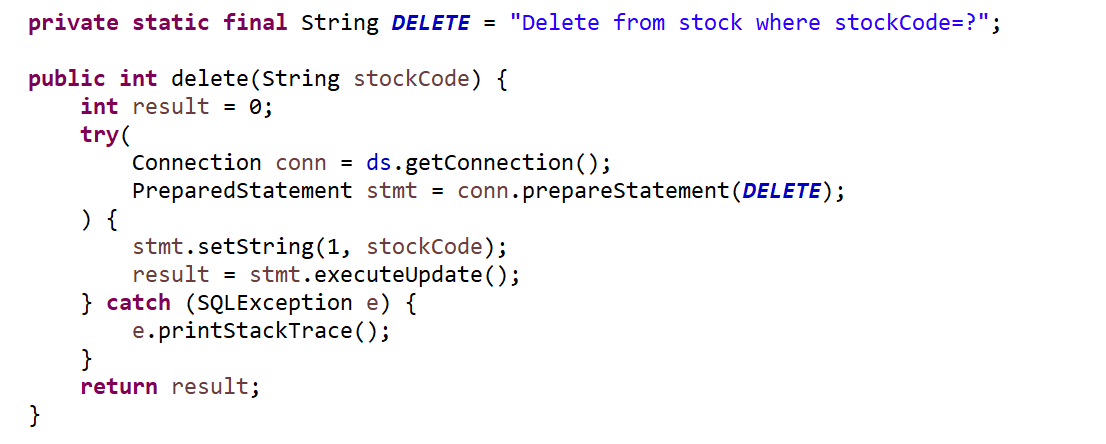 private static final String DELETE = "Delete from stock where stockCode=?";
public int delete(String stockCode) {
    int result = 0;
    try(
        Connection conn = ds.getConnection();
        PreparedStatement stmt = conn.prepareStatement(DELETE);
    ) {
        stmt.setString(1, stockCode);
        result = stmt.executeUpdate();
    } catch (SQLException e) {
        e.printStackTrace();
    }
    return result;
}